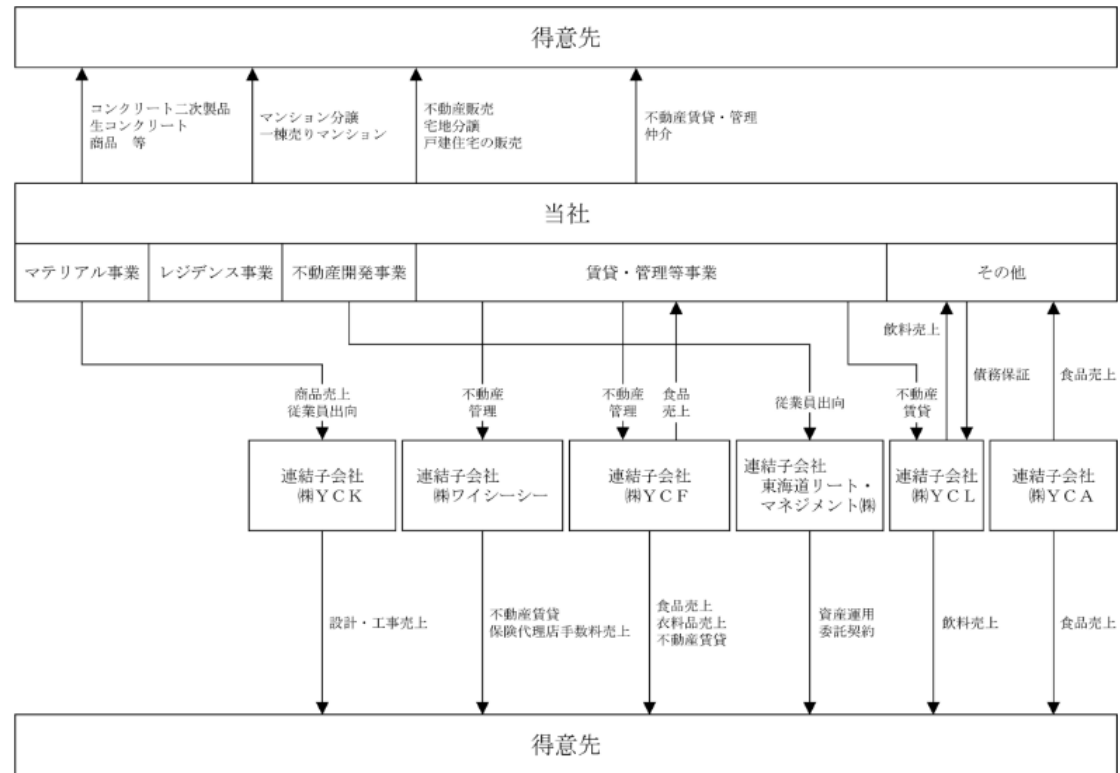 得意先
コンクリート二次製品
生コンクリート
商品　等
マンション分譲
一棟売りマンション
不動産販売
宅地分譲
戸建住宅の販売
不動産賃貸・管理
仲介
当社
マテリアル事業
レジデンス事業
不動産開発事業
賃貸・管理等事業
その他
商品売上
従業員出向
不動産
管理
不動産
管理
食品
売上
従業員出向
不動産
賃貸
飲料売上
債務保証
食品売上
連結子会社
㈱ＹＣＫ
連結子会社
㈱ワイシーシー
連結子会社
㈱ＹＣＦ
連結子会社
東海道リート・
マネジメント㈱
連結子会社
㈱ＹＣＬ
連結子会社
㈱ＹＣＡ
設計・工事売上
不動産賃貸
保険代理店手数料売上
食品売上
衣料品売上
不動産賃貸
資産運用
委託契約
飲料売上
食品売上
得意先